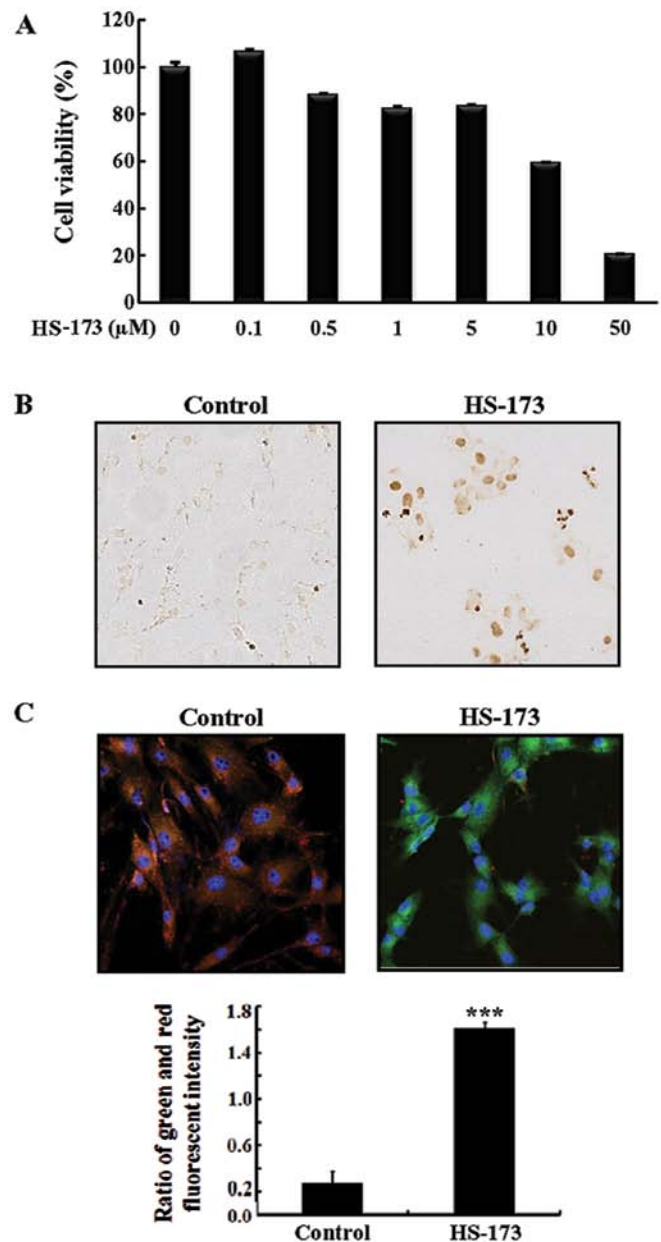 A
Cell viability (%)
120
100
80
60
40
20
0
HS-173 (μM) 0 0.1 0.5 1 5 10 50
B
Control HS-173
C
Control HS-173
Ratio of green and red
fluorescent intensity
1.8
1.4
1.0
0.6
0.2
0.0
***
Control HS-173